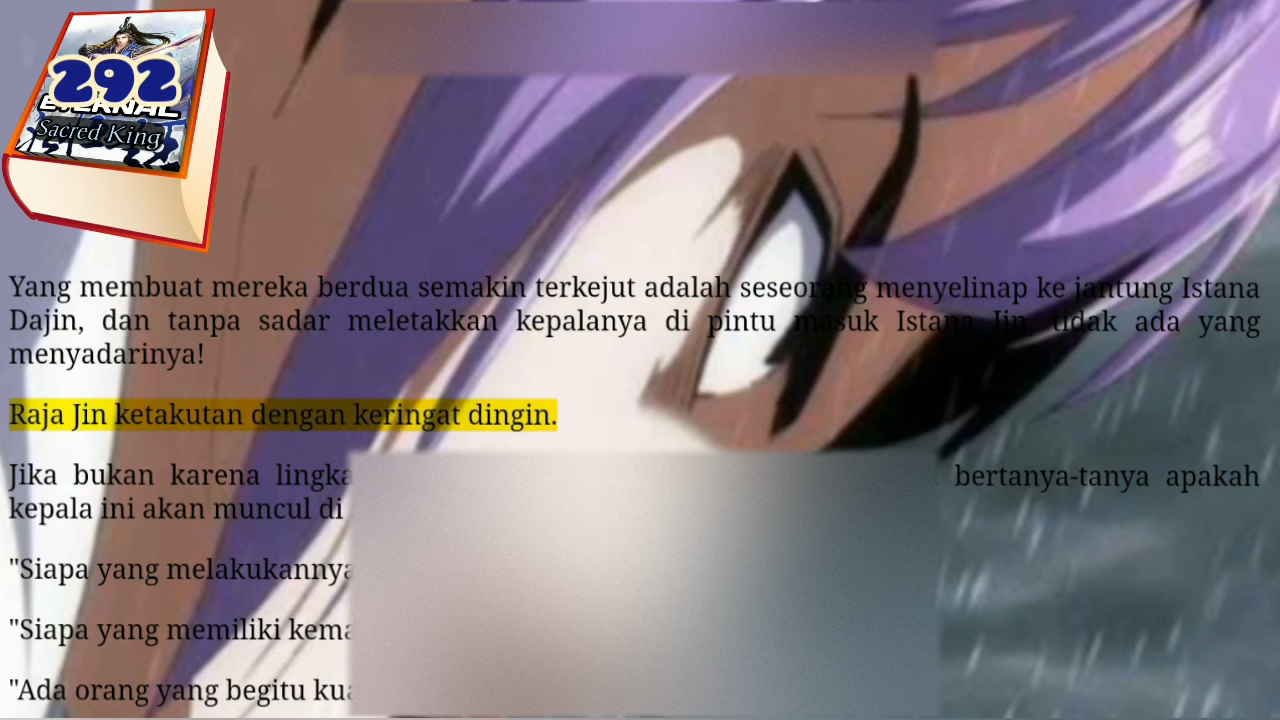 292
ETERNAL
Sacred King
Yang membuat mereka berdua semakin terkejut adalah seseorang menyelinap ke jantung Istana
Dajin, dan tanpa sadar meletakkan kepalanya di pintu masuk Istana Jin, tidak ada yang
menyadarinya!
Raja Jin ketakutan dengan keringat dingin.
Jika bukan karena bertanya-tanya apakah
kepala ini akan muncul di
"Siapa yang melakukannya
"Siapa yang memiliki
"Ada orang yang begitu